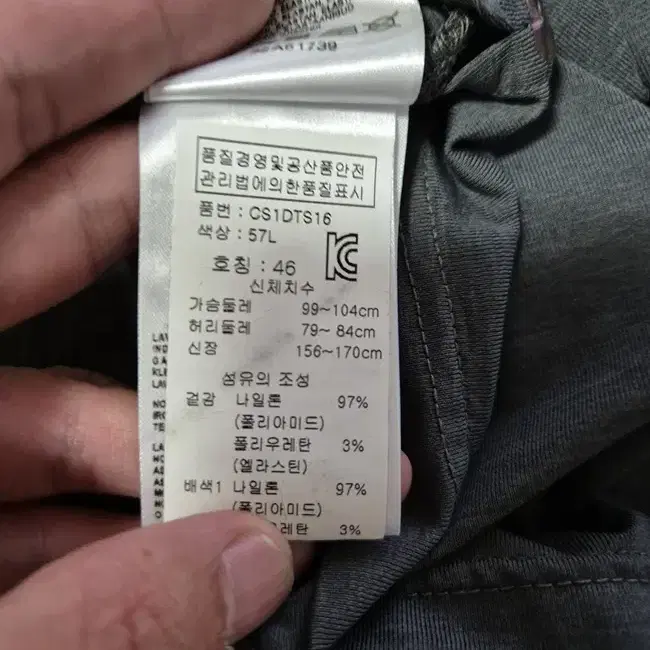 품질경영및공산품안전
관리법에의한품질표시
품번 : CS1DTS16
색상 : 57L
호칭 : 46
신체치수
가슴둘레 99~104cm
허리둘레 79~ 84cm
신장 156~170cm
섬유의 조성
겉감 나일론 97%
(폴리아미드)
폴리우레탄 3%
(엘라스틴)
배색1 나일론 97%
(폴리아미드)
3%